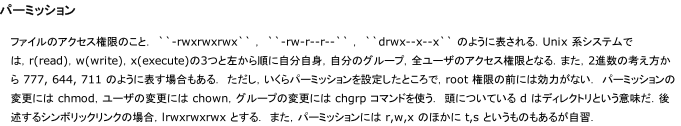 パーミッション
ファイルのアクセス権限のこと. ``-rwxrwxrwx`` , ``-rw-r--r--`` , ``drwx--x--x`` のように表される. Unix 系システムで
は, r(read), w(write), x(execute)の3つと左から順に自分自身, 自分のグループ, 全ユーザのアクセス権限となる. また, 2進数の考え方か
ら 777, 644, 711 のように表す場合もある. ただし, いくらパーミッションを設定したところで, root 権限の前には効力がない. パーミッションの
変更には chmod, ユーザの変更には chown, グループの変更には chgrp コマンドを使う. 頭についている d はディレクトリという意味だ. 後
述するシンボリックリンクの場合, lrwxrwxrwx とする. また, パーミッションには r,w,x のほかに t,s というものもあるが自習.